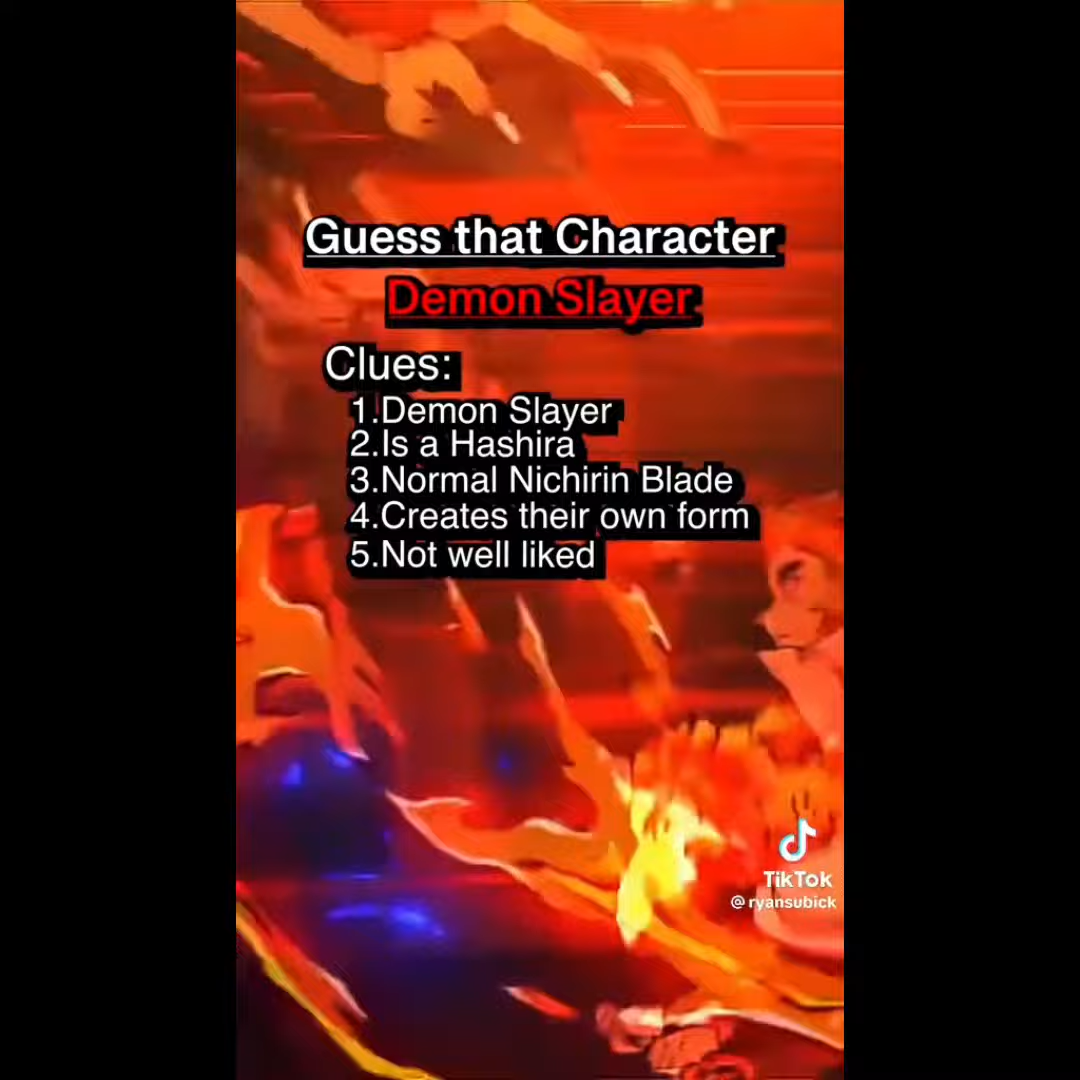 Guess that Character
Demon Slayer
Clues:
1.Demon Slayer
2.Is a Hashira
3.Normal Nichirin Blade
4.Creates their own form
5.Not well liked
TikTok
@ryansubick